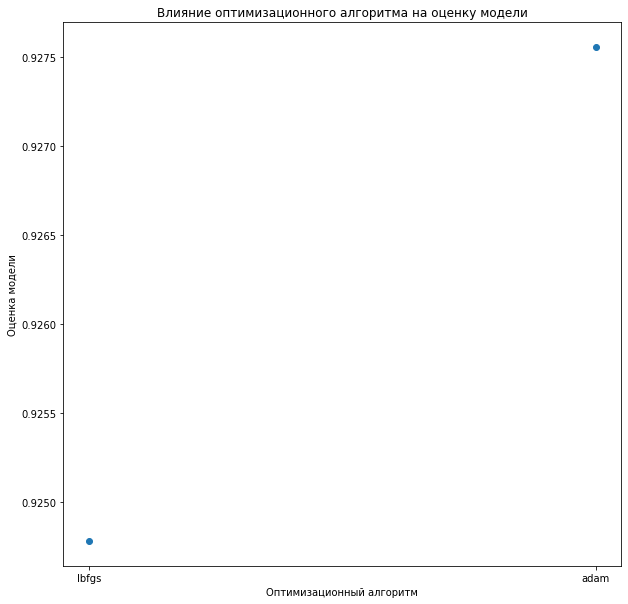 Влияние оптимизационного алгоритма на оценку модели
0.9275
0.9270
0.9265
0.9260
0.9255
0.9250
Оценка модели
lbfgs
adam
Оптимизационный алгоритм